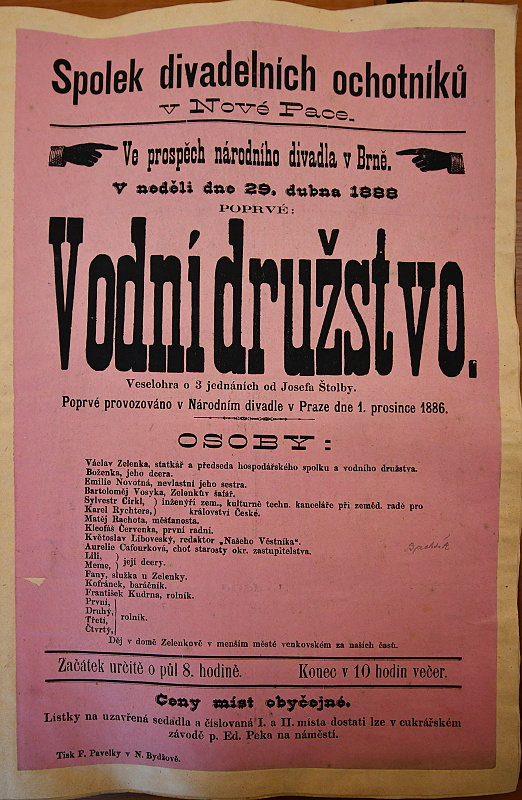 Spolek divadelních ochotníků
v Nové Pace.
Ve prospěch národního divadla v Brně.
V neděli dne 29. dubna 1888
POPRVÉ:
Vodní družstvo.
Veselohra o 3 jednáních od Josefa Štolby.
Poprvé provozováno v Národním divadle v Praze dne 1. prosince 1886.
OSOBY:
Václav Zelenka, statkář a předseda hospodářského spolku a vodního družstva.
Boženka, jeho dcera.
Emilie Novotná, nevlastní jeho sestra.
Bartoloměj Vosyka, Zelenkův šafář.
Sylvestr Čírkl, ) inženýři zem., kulturně techn. kanceláře při zeměd. radě pro
Karel Rychtera, ) království České.
Matěj Rachota, měšťanosta.
Kleofáš Červenka, první radní.
Květoslav Liboveský, redaktor „Našeho Věstníka“.
Aurelie Cafourková, choť starosty okr. zastupitelstva.
Lili, } její dcery.
Meme,
Fany, služka u Zelenky.
Kofránek, baráčník.
František Kudrna, rolník.
První,
Druhý,
Třetí, rolník.
Čtvrtý,
Děj v domě Zelenkově v menším městě venkovském za našich časů.
Začátek určitě o půl 8. hodině. Konec v 10 hodin večer.
Ceny míst obyčejné.
Lístky na uzavřená sedadla a číslovaná I. a II. místa dostati lze v cukrářském
závodě p. Ed. Peka na náměstí.
Tisk F. Pavelky v N. Bydžově.